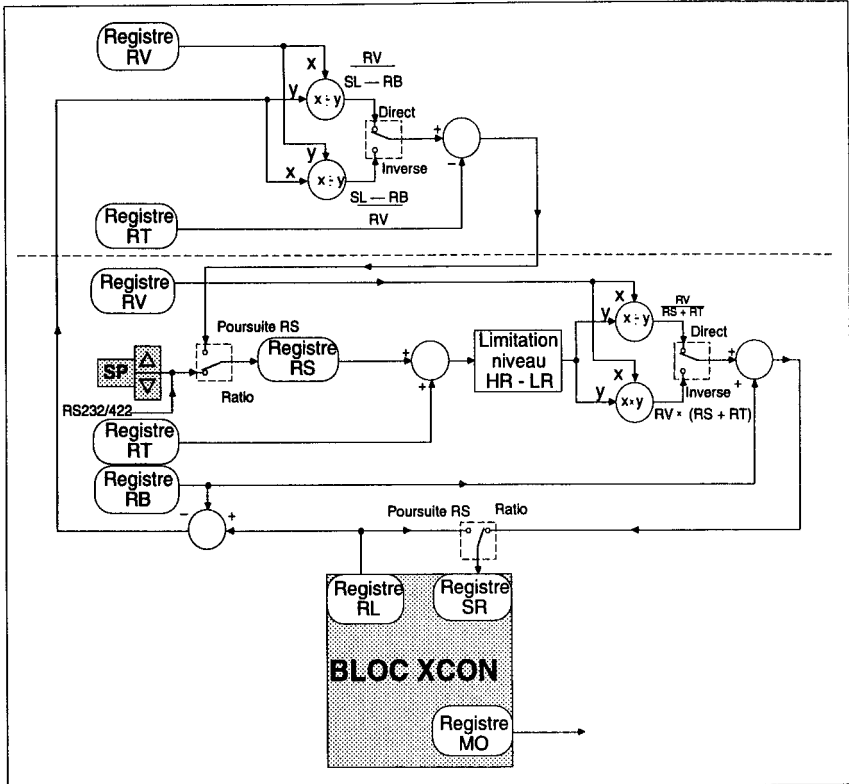 Registre
RV
x
RV
SL — RB
y
x ÷ y
Direct
+
y
−
x
x ÷ y
Inverse
SL — RB
RV
Registre
RT
Registre
RV
x
RV
RS + RT
y
x ÷ y
Direct
Poursuite RS
SP
Registre
RS
+
+
Limitation
niveau
HR - LR
x
+
+
Ratio
y
x × y
Inverse
RV × (RS + RT)
RS232/422
Registre
RT
Registre
RB
−
+
Poursuite RS
Ratio
Registre
RL
Registre
SR
BLOC XCON
Registre
MO